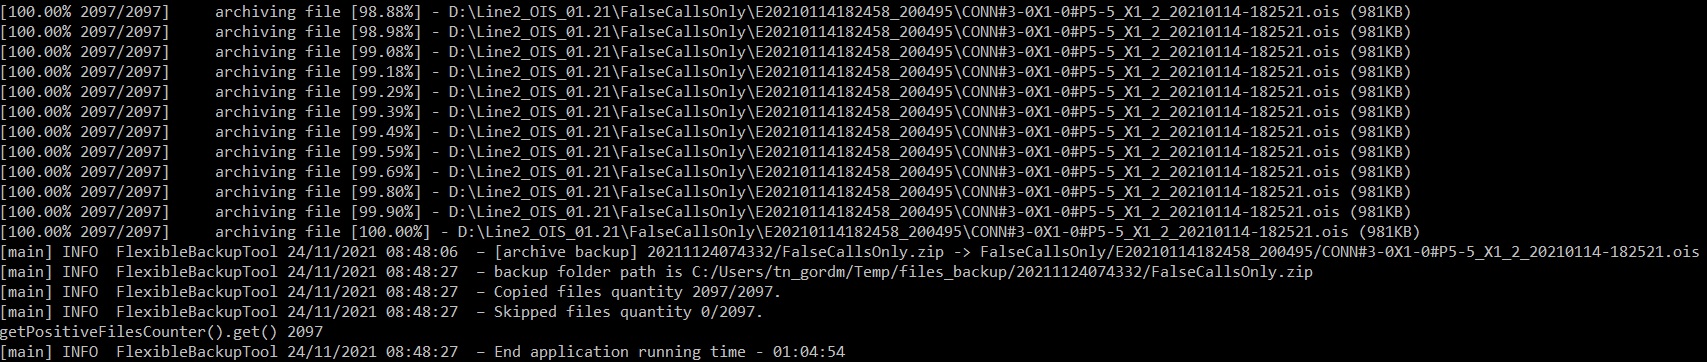 [100.00% 2097/2097]     archiving file [98.88%] - D:\Line2_OIS_01.21\FalseCallsOnly\E20210114182458_200495\CONN#3-0X1-0#P5-5_X1_2_20210114-182521.ois (981KB)
[100.00% 2097/2097]     archiving file [98.98%] - D:\Line2_OIS_01.21\FalseCallsOnly\E20210114182458_200495\CONN#3-0X1-0#P5-5_X1_2_20210114-182521.ois (981KB)
[100.00% 2097/2097]     archiving file [99.08%] - D:\Line2_OIS_01.21\FalseCallsOnly\E20210114182458_200495\CONN#3-0X1-0#P5-5_X1_2_20210114-182521.ois (981KB)
[100.00% 2097/2097]     archiving file [99.18%] - D:\Line2_OIS_01.21\FalseCallsOnly\E20210114182458_200495\CONN#3-0X1-0#P5-5_X1_2_20210114-182521.ois (981KB)
[100.00% 2097/2097]     archiving file [99.29%] - D:\Line2_OIS_01.21\FalseCallsOnly\E20210114182458_200495\CONN#3-0X1-0#P5-5_X1_2_20210114-182521.ois (981KB)
[100.00% 2097/2097]     archiving file [99.39%] - D:\Line2_OIS_01.21\FalseCallsOnly\E20210114182458_200495\CONN#3-0X1-0#P5-5_X1_2_20210114-182521.ois (981KB)
[100.00% 2097/2097]     archiving file [99.49%] - D:\Line2_OIS_01.21\FalseCallsOnly\E20210114182458_200495\CONN#3-0X1-0#P5-5_X1_2_20210114-182521.ois (981KB)
[100.00% 2097/2097]     archiving file [99.59%] - D:\Line2_OIS_01.21\FalseCallsOnly\E20210114182458_200495\CONN#3-0X1-0#P5-5_X1_2_20210114-182521.ois (981KB)
[100.00% 2097/2097]     archiving file [99.69%] - D:\Line2_OIS_01.21\FalseCallsOnly\E20210114182458_200495\CONN#3-0X1-0#P5-5_X1_2_20210114-182521.ois (981KB)
[100.00% 2097/2097]     archiving file [99.80%] - D:\Line2_OIS_01.21\FalseCallsOnly\E20210114182458_200495\CONN#3-0X1-0#P5-5_X1_2_20210114-182521.ois (981KB)
[100.00% 2097/2097]     archiving file [99.90%] - D:\Line2_OIS_01.21\FalseCallsOnly\E20210114182458_200495\CONN#3-0X1-0#P5-5_X1_2_20210114-182521.ois (981KB)
[100.00% 2097/2097]     archiving file [100.00%] - D:\Line2_OIS_01.21\FalseCallsOnly\E20210114182458_200495\CONN#3-0X1-0#P5-5_X1_2_20210114-182521.ois (981KB)
[main] INFO  FlexibleBackupTool 24/11/2021 08:48:06  – [archive backup] 20211124074332/FalseCallsOnly.zip -> FalseCallsOnly/E20210114182458_200495/CONN#3-0X1-0#P5-5_X1_2_20210114-182521.ois
[main] INFO  FlexibleBackupTool 24/11/2021 08:48:27  – backup folder path is C:/Users/tn_gordm/Temp/files_backup/20211124074332/FalseCallsOnly.zip
[main] INFO  FlexibleBackupTool 24/11/2021 08:48:27  – Copied files quantity 2097/2097.
[main] INFO  FlexibleBackupTool 24/11/2021 08:48:27  – Skipped files quantity 0/2097.
getPositiveFilesCounter().get() 2097
[main] INFO  FlexibleBackupTool 24/11/2021 08:48:27  – End application running time - 01:04:54